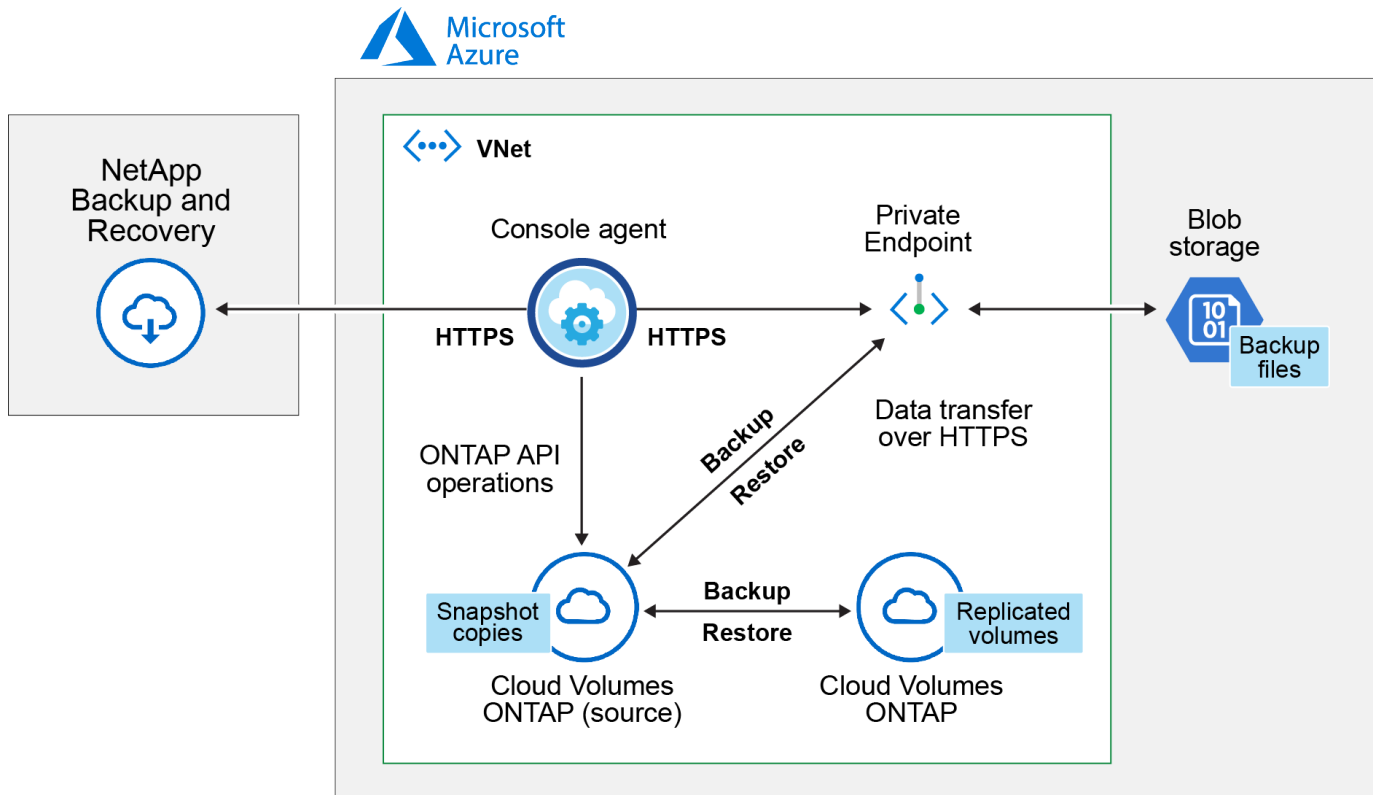 Microsoft
Azure
NetApp
Backup and
Recovery
VNet
Console agent
Private
Endpoint
Blob
storage
HTTPS
HTTPS
10
01
Backup
files
ONTAP API
operations
Backup
Restore
Data transfer
over HTTPS
Snapshot
copies
Backup
Restore
Replicated
volumes
Cloud Volumes
ONTAP (source)
Cloud Volumes
ONTAP